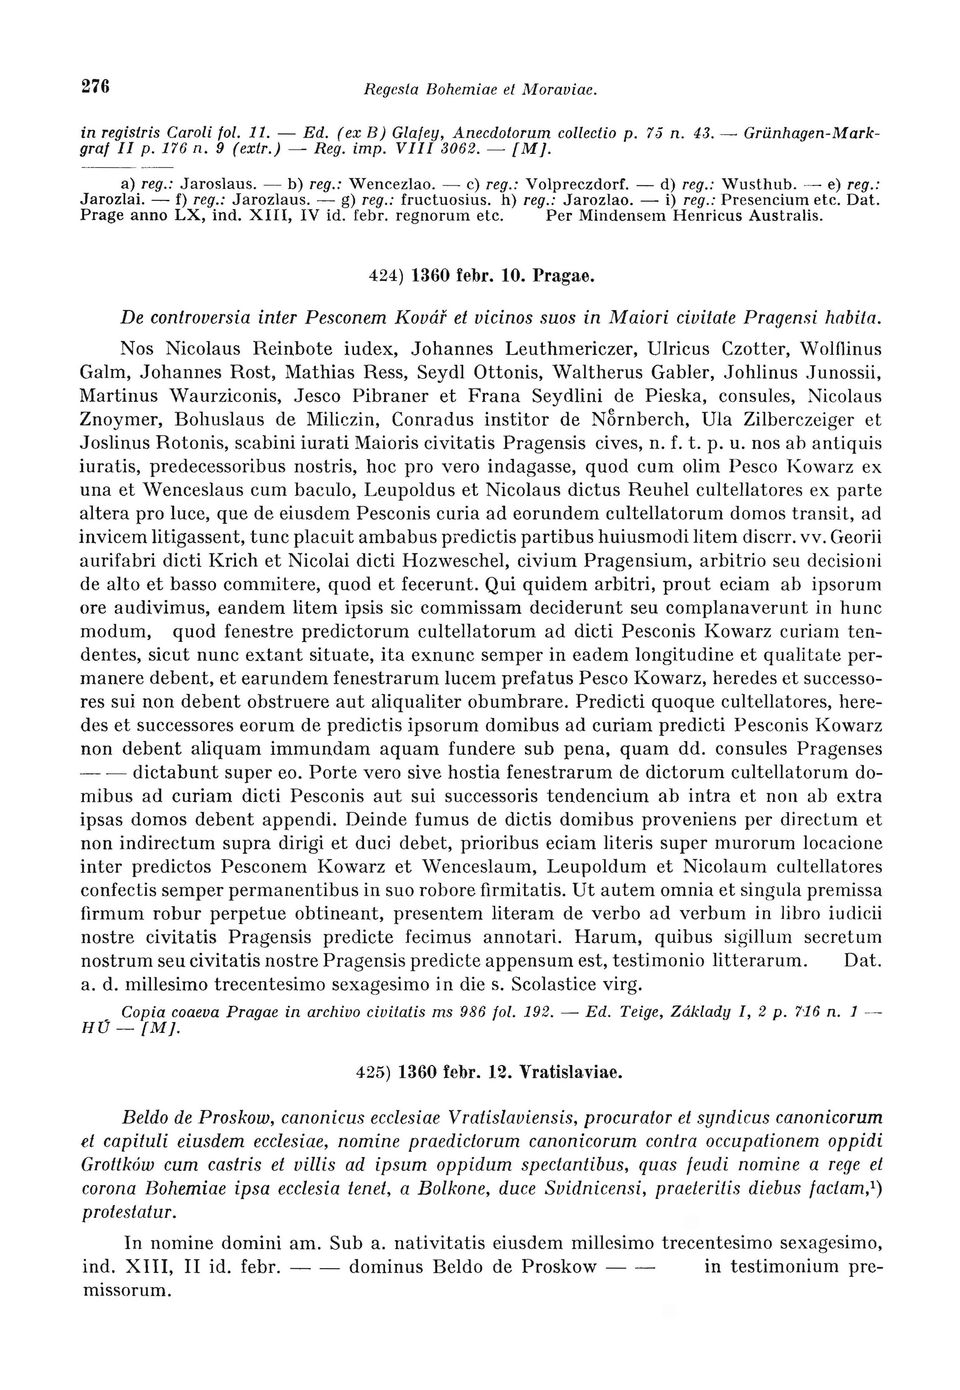 276
Regesta Bohemiae et Moraviae.
in registris Caroli fol. 11. — Ed. (ex B) Glafey, Anecdotorum collectio p. 75 n. 43. — Grünhagen-Mark-
graf II p. 176 n. 9 (extr.) — Reg. imp. VIII 3062. — [M].
a) reg.: Jaroslaus. — b) reg.: Wencezlao. — c) reg.: Volpreczdorf. — d) reg.: Wusthub. — e) reg.:
Jarozlai. — f) reg.: Jarozlaus. — g) reg.: fructuosius. h) reg.: Jarozlao. — i) reg.: Presencium etc. Dat.
Prage anno LX, ind. XIII, IV id. febr. regnorum etc. Per Mindensem Henricus Australis.
424) 1360 febr. 10. Pragae.
De controversia inter Pesconem Kovář et vicinos suos in Maiori civitate Pragensi habita.
Nos Nicolaus Reinbote iudex, Johannes Leuthmericzer, Ulricus Czotter, Wolflinus
Galm, Johannes Rost, Mathias Ress, Seydl Ottonis, Waltherus Gabler, Johlinus Junossii,
Martinus Waurziconis, Jesco Pibraner et Frana Seydlini de Pieska, consules, Nicolaus
Znoymer, Bohuslaus de Miliczin, Conradus institor de Nůrnberch, Ula Zilberczeiger et
Joslinus Rotonis, scabini iurati Maioris civitatis Pragensis cives, n. f. t. p. u. nos ab antiquis
iuratis, predecessoribus nostris, hoc pro vero indagasse, quod cum olim Pesco Kowarz ex
una et Wenceslaus cum baculo, Leupoldus et Nicolaus dictus Reuhel cultellatores ex parte
altera pro luce, que de eiusdem Pesconis curia ad eorundem cultellatorum domos transit, ad
invicem litigassent, tunc placuit ambabus predictis partibus huiusmodi litem discrr. vv. Georii
aurifabri dicti Krich et Nicolai dicti Hozweschel, civium Pragensium, arbitrio seu decisioni
de alto et basso commitere, quod et fecerunt. Qui quidem arbitri, prout eciam ab ipsorum
ore audivimus, eandem litem ipsis sic commissam deciderunt seu complanaverunt in hunc
modum, quod fenestre predictorum cultellatorum ad dicti Pesconis Kowarz curiam ten-
dentes, sicut nunc extant situate, ita exnunc semper in eadem longitudine et qualitate per-
manere debent, et earundem fenestrarum lucem prefatus Pesco Kowarz, heredes et successo-
res sui non debent obstruere aut aliqualiter obumbrare. Predicti quoque cultellatores, here-
des et successores eorum de predictis ipsorum domibus ad curiam predicti Pesconis Kowarz
non debent aliquam immundam aquam fundere sub pena, quam dd. consules Pragenses
— — dictabunt super eo. Porte vero sive hostia fenestrarum de dictorum cultellatorum do-
mibus ad curiam dicti Pesconis aut sui successoris tendencium ab intra et non ab extra
ipsas domos debent appendi. Deinde fumus de dictis domibus proveniens per directum et
non indirectum supra dirigi et duci debet, prioribus eciam literis super murorum locacione
inter predictos Pesconem Kowarz et Wenceslaum, Leupoldum et Nicolaum cultellatores
confectis semper permanentibus in suo robore firmitatis. Ut autem omnia et singula premissa
firmum robur perpetue obtineant, presentem literam de verbo ad verbum in libro iudicii
nostre civitatis Pragensis predicte fecimus annotari. Harum, quibus sigillum secretum
nostrum seu civitatis nostre Pragensis predicte appensum est, testimonio litterarum. Dat.
a. d. millesimo trecentesimo sexagesimo in die s. Scolastice virg.
Copia coaeva Pragae in archivo civitatis ms 986 fol. 192. — Ed. Teige, Základy I, 2 p. 716 n. 1 —
HÚ — [M].
425) 1360 febr. 12. Vratislaviae.
Beldo de Proskow, canonicus ecclesiae Vratislaviensis, procurator et syndicus canonicorum
et capituli eiusdem ecclesiae, nomine praedictorum canonicorum contra occupationem oppidi
Grottków cum castris et villis ad ipsum oppidum spectantibus, quas feudi nomine a rege et
corona Bohemiae ipsa ecclesia tenet, a Bolkone, duce Svidnicensi, praeteritis diebus factam,¹)
protestatur.
In nomine domini am. Sub a. nativitatis eiusdem millesimo trecentesimo sexagesimo,
ind. XIII, II id. febr. — — dominus Beldo de Proskow — — in testimonium pre-
missorum.